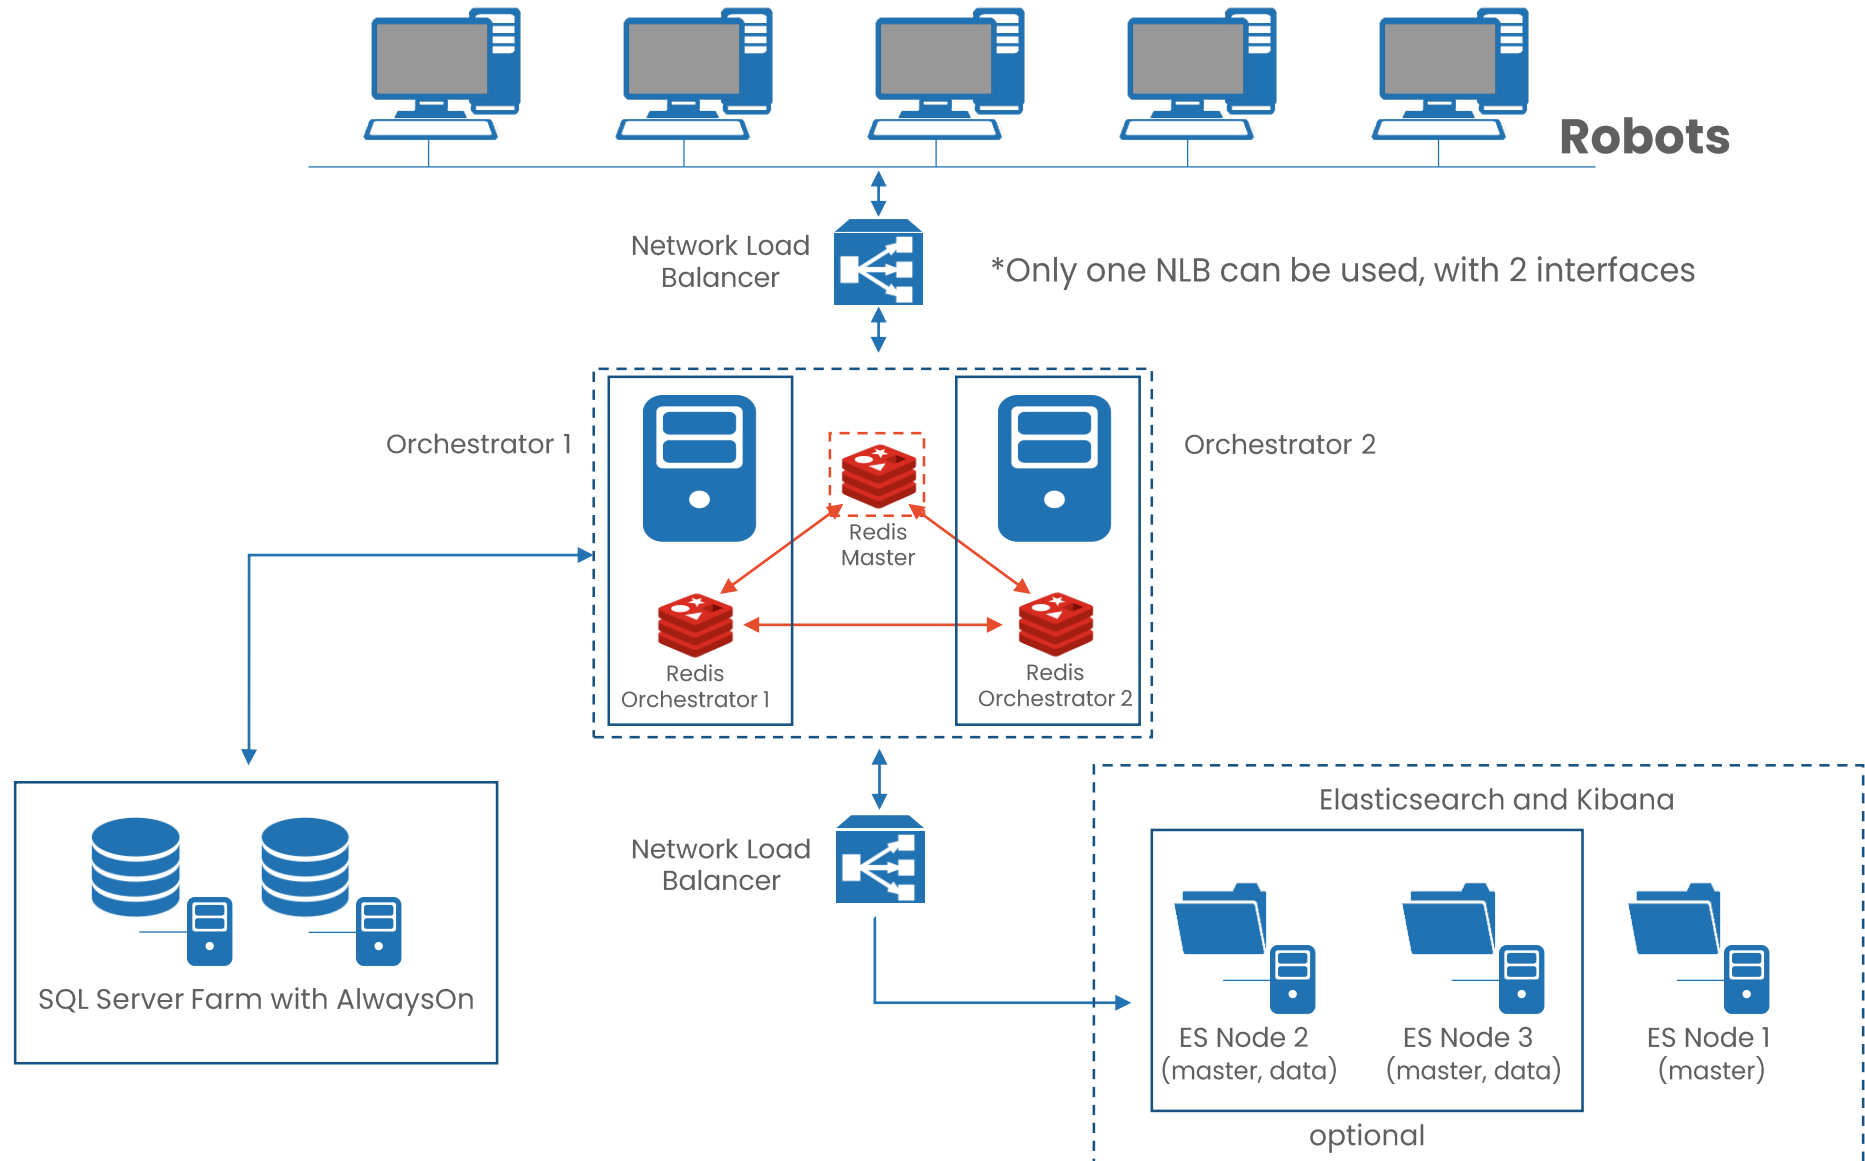 Robots
Network Load
Balancer
*Only one NLB can be used, with 2 interfaces
Orchestrator 1
Orchestrator 2
Redis
Master
Redis
Orchestrator 1
Redis
Orchestrator 2
Network Load
Balancer
Elasticsearch and Kibana
SQL Server Farm with AlwaysOn
ES Node 2
(master, data)
ES Node 3
(master, data)
ES Node 1
(master)
optional